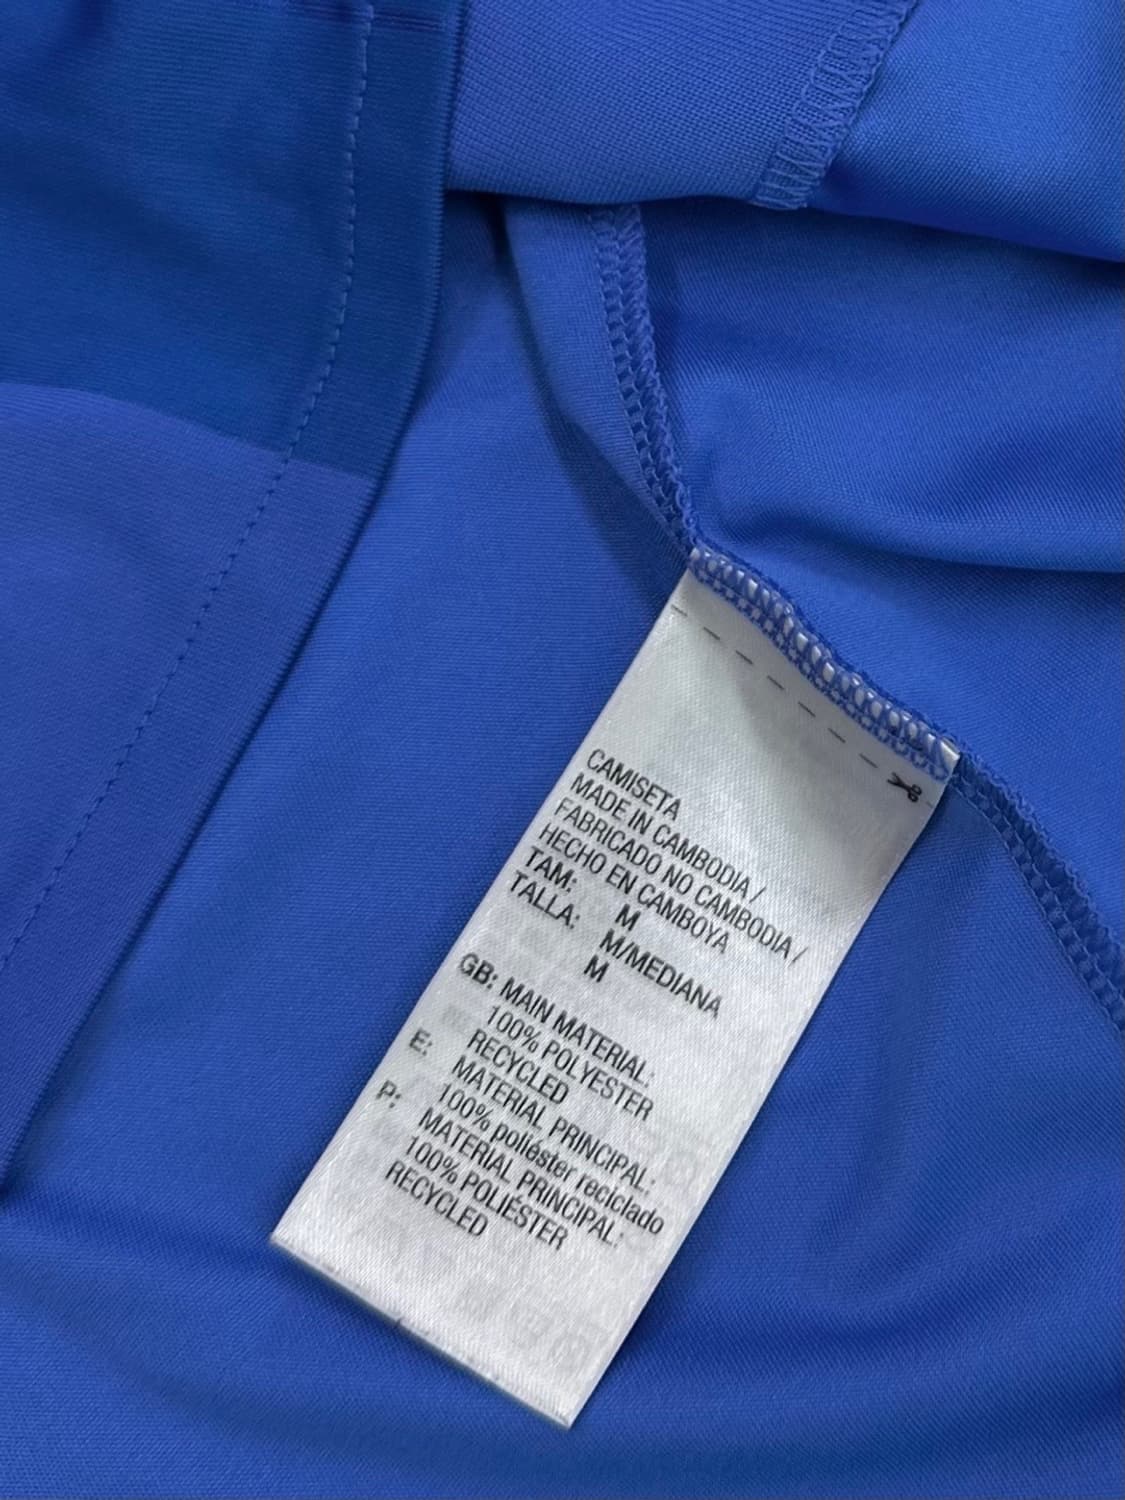 CAMISETA
MADE IN CAMBODIA /
FABRICADO NO CAMBODIA /
HECHO EN CAMBOYA
TAM: M
M/MEDIANA
TALLA: M
GB: MAIN MATERIAL:
100% POLYESTER
RECYCLED
E: MATERIAL PRINCIPAL:
100% poliéster reciclado
P: MATERIAL PRINCIPAL:
100% POLIÉSTER
RECYCLED